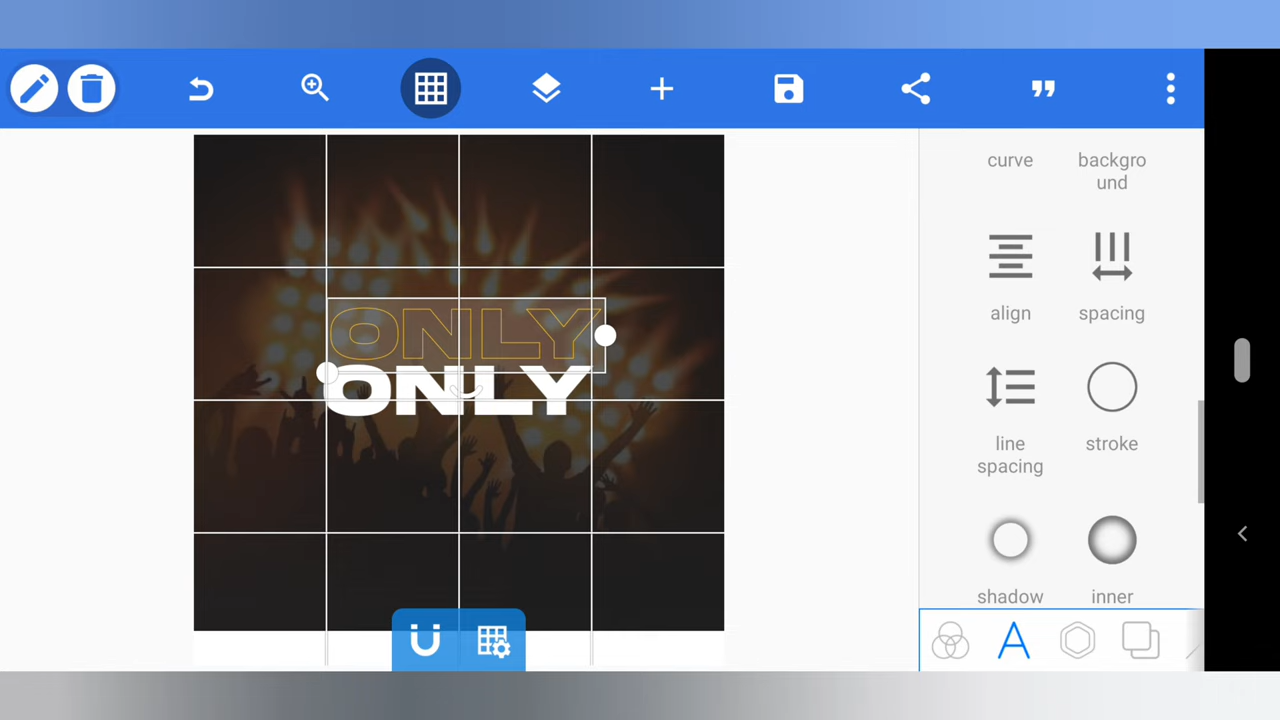 curve
backgro
und
ONLY
ONLY
align
spacing
line
spacing
stroke
shadow
inner